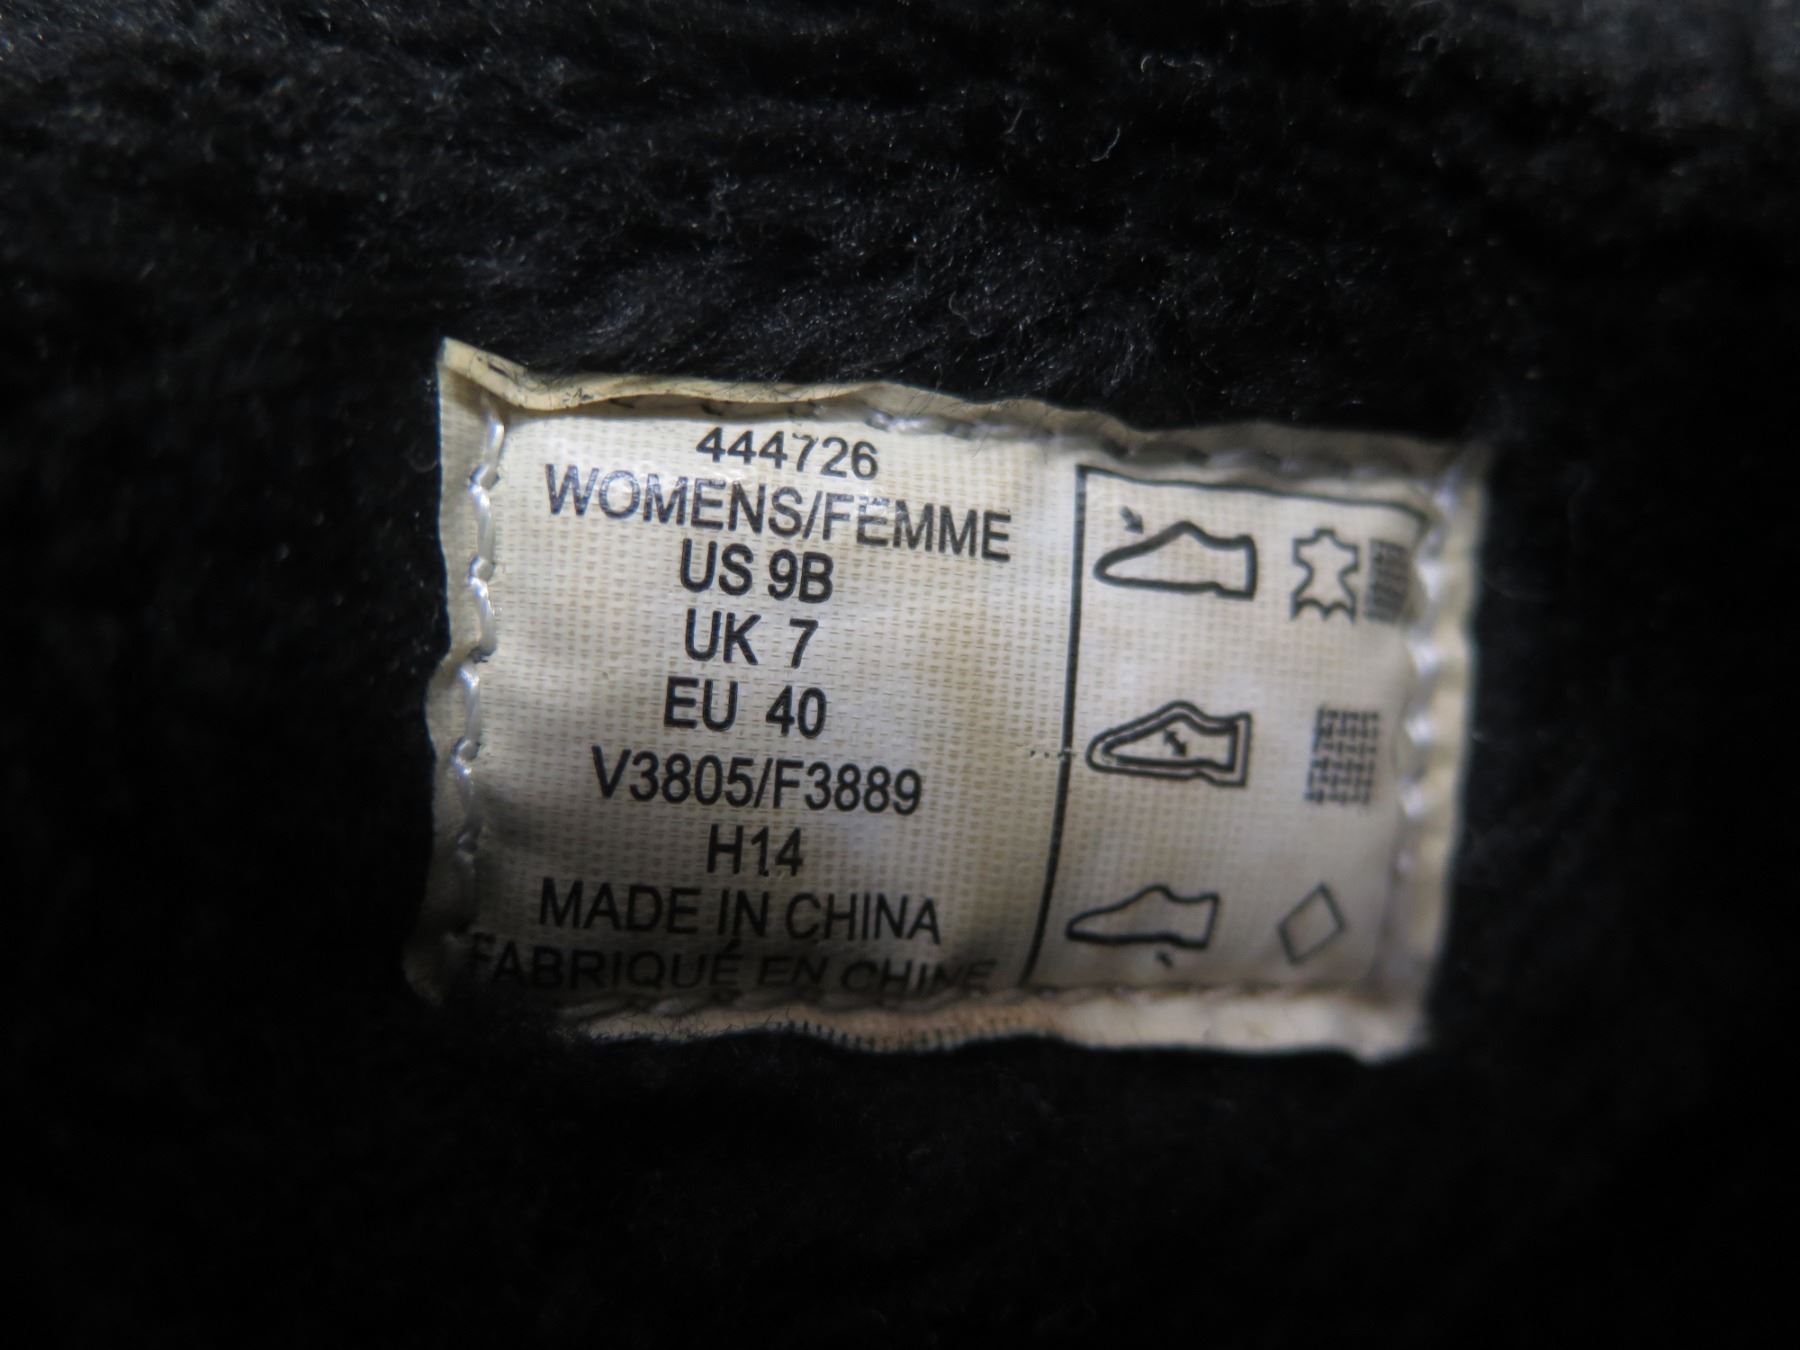 444726
WOMENS/FEMME
US 9B
UK 7
EU 40
V3805/F3889
H14
MADE IN CHINA
FABRIQUÉ EN CHINE